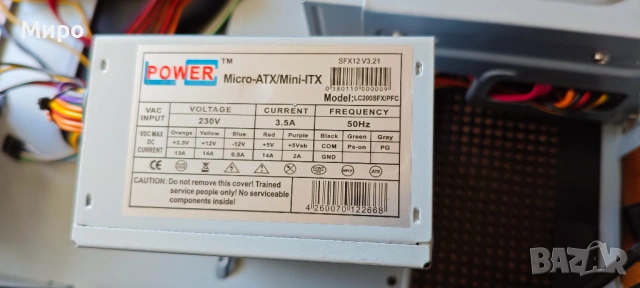 Миро
POWER™
Micro-ATX/Mini-ITX
SFX12 V3.21
0380110000009
Model:LC200SFX/PFC
VAC INPUT VOLTAGE CURRENT FREQUENCY
230V 3.5A 50Hz
VDC MAX DC CURRENT Orange Yellow Blue Red Purple Black Green Gray
+3.3V +12V -12V +5V +5Vsb COM Ps-on PG
13A 14A 0.5A 14A 2A GND
CAUTION: Do not remove this cover! Trained
service people only! No serviceable
components inside!
4 260070 122668
BAZAR